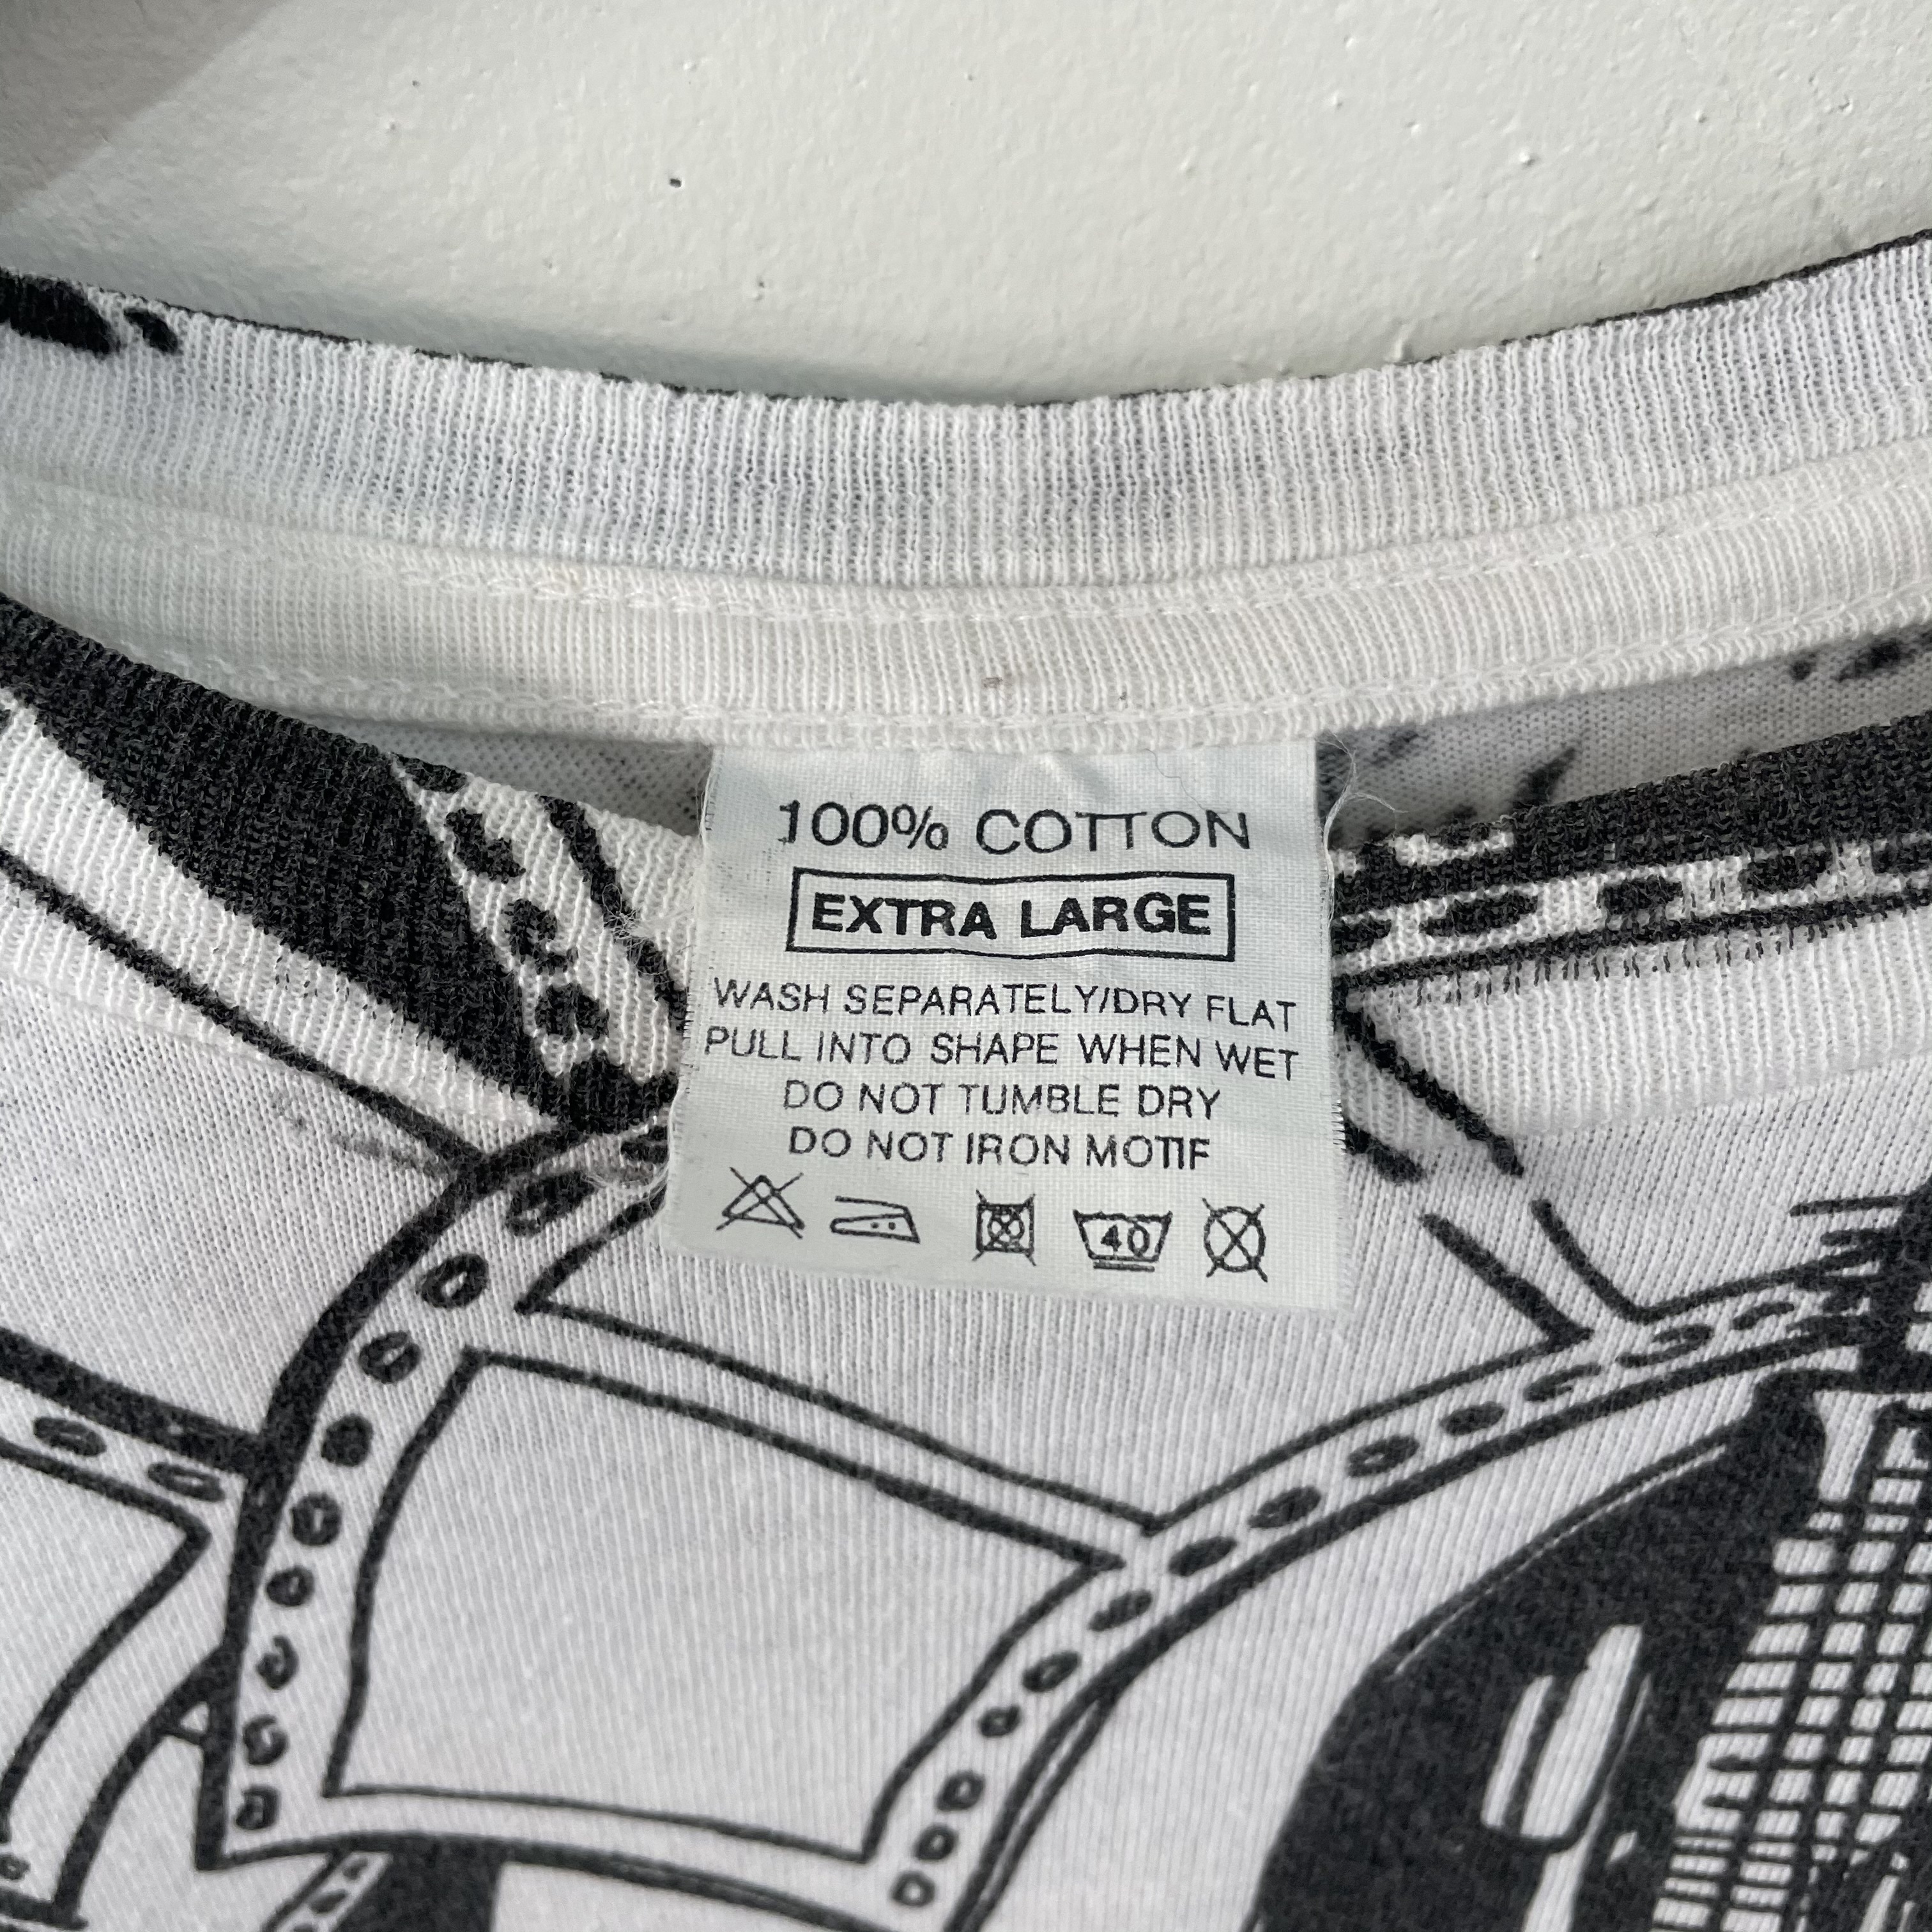 100% COTTON
EXTRA LARGE
WASH SEPARATELY/DRY FLAT
PULL INTO SHAPE WHEN WET
DO NOT TUMBLE DRY
DO NOT IRON MOTIF
40